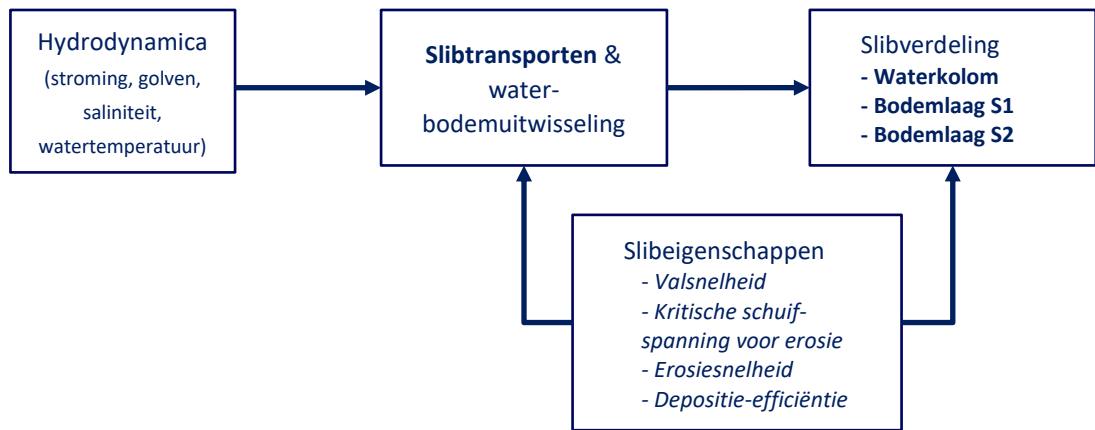 Hydrodynamica
(stroming, golven,
saliniteit,
watertemperatuur)
Slibtransporten &
water-
bodemuitwisseling
Slibverdeling
- Waterkolom
- Bodemlaag S1
- Bodemlaag S2
Slibeigenschappen
- Valsnelheid
- Kritische schuif-
spanning voor erosie
- Erosiesnelheid
- Depositie-efficiëntie